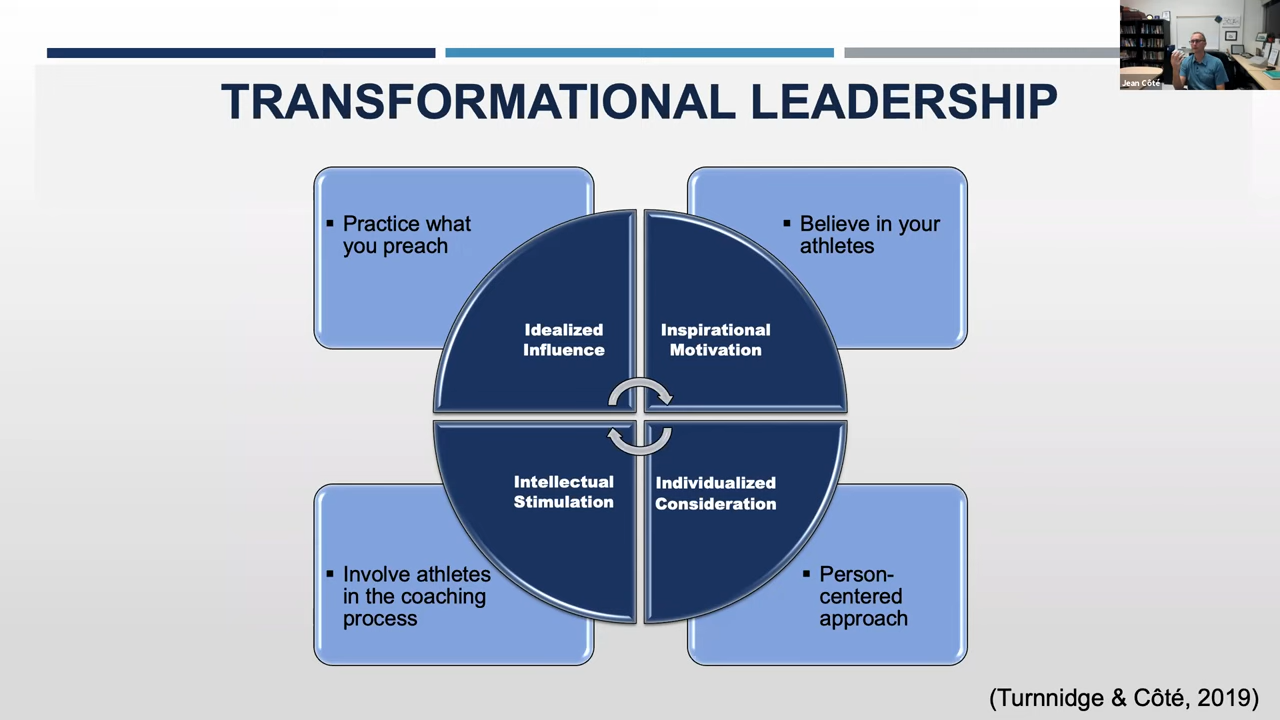 Jean Côté
TRANSFORMATIONAL LEADERSHIP
▪ Practice what
you preach
▪ Believe in your
athletes
Idealized
Influence
Inspirational
Motivation
Intellectual
Stimulation
Individualized
Consideration
▪ Involve athletes
in the coaching
process
▪ Person-
centered
approach
(Turnnidge & Côté, 2019)